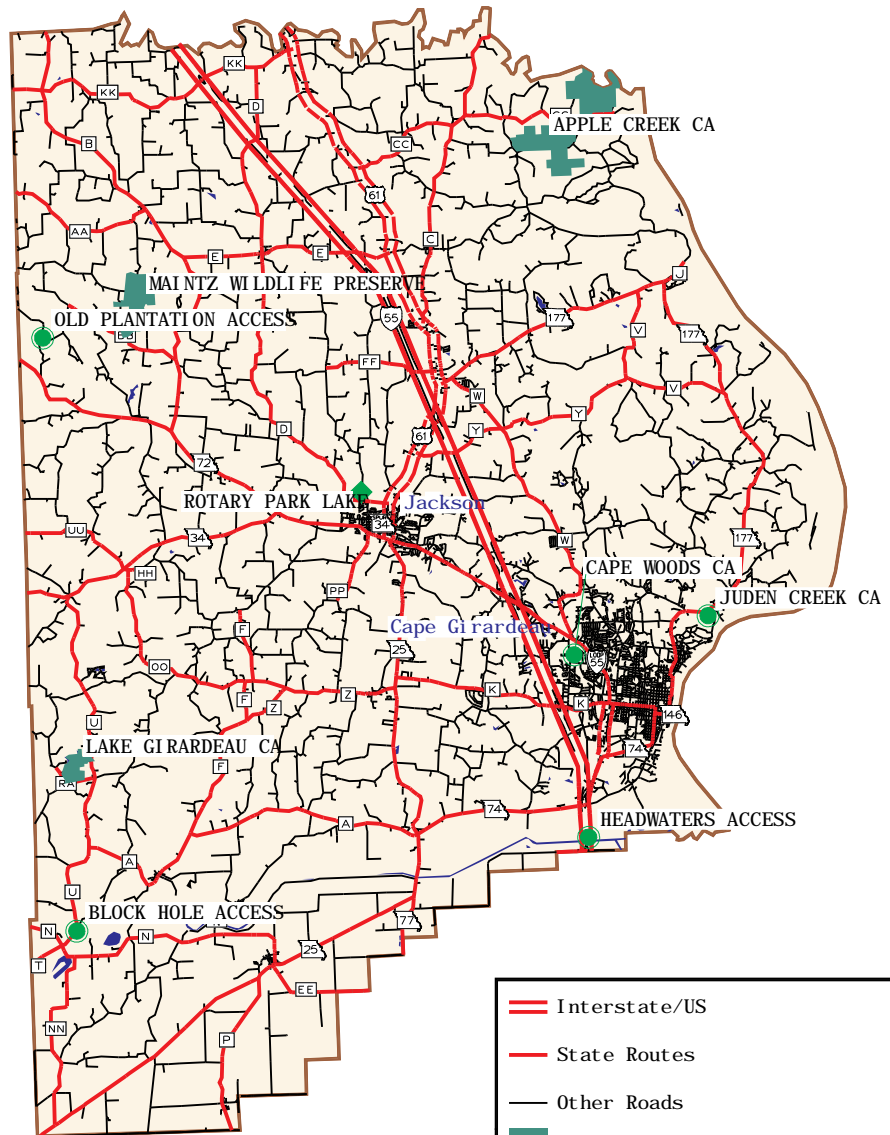 KK
KK
D
CC
APPLE CREEK CA
B
CC
61
AA
C
E
E
J
MAINTZ WILDLIFE PRESERVE
OLD PLANTATION ACCESS
55
177
V
177
FF
W
V
D
61
Y
Y
72
ROTARY PARK LAKE
Jackson
34
UU
34
W
177
HH
CAPE WOODS CA
PP
JUDEN CREEK CA
F
Cape Girardeau
25
OO
55
F
Z
Z
K
K
U
146
LAKE GIRARDEAU CA
F
74
RA
74
HEADWATERS ACCESS
A
A
U
BLOCK HOLE ACCESS
N
N
77
25
T
EE
NN
P
Interstate/US
State Routes
Other Roads